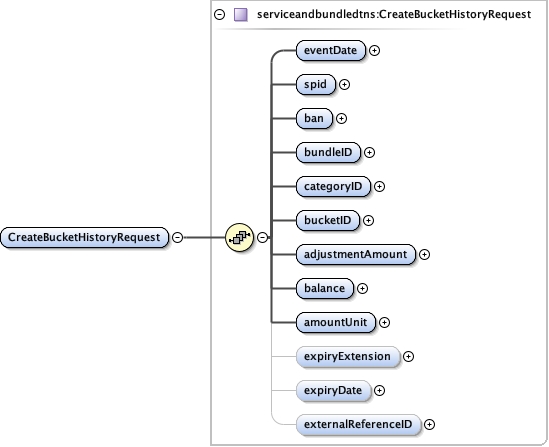 serviceandbundledtns:CreateBucketHistoryRequest
eventDate
spid
ban
bundleID
categoryID
bucketID
CreateBucketHistoryRequest
adjustmentAmount
balance
amountUnit
expiryExtension
expiryDate
externalReferenceID